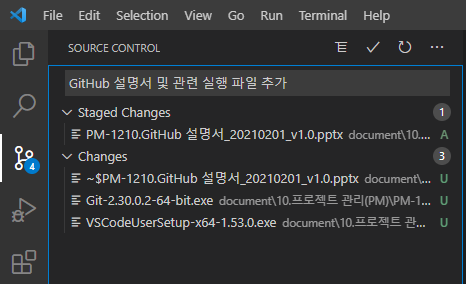 File Edit Selection View Go Run Terminal Help
SOURCE CONTROL
GitHub 설명서 및 관련 실행 파일 추가
Staged Changes 1
PM-1210.GitHub 설명서_20210201_v1.0.pptx document\10.... A
Changes 3
~$PM-1210.GitHub 설명서_20210201_v1.0.pptx document\... U
Git-2.30.0.2-64-bit.exe document\10.프로젝트 관리(PM)\PM-1... U
VSCodeUserSetup-x64-1.53.0.exe document\10.프로젝트 관... U
4